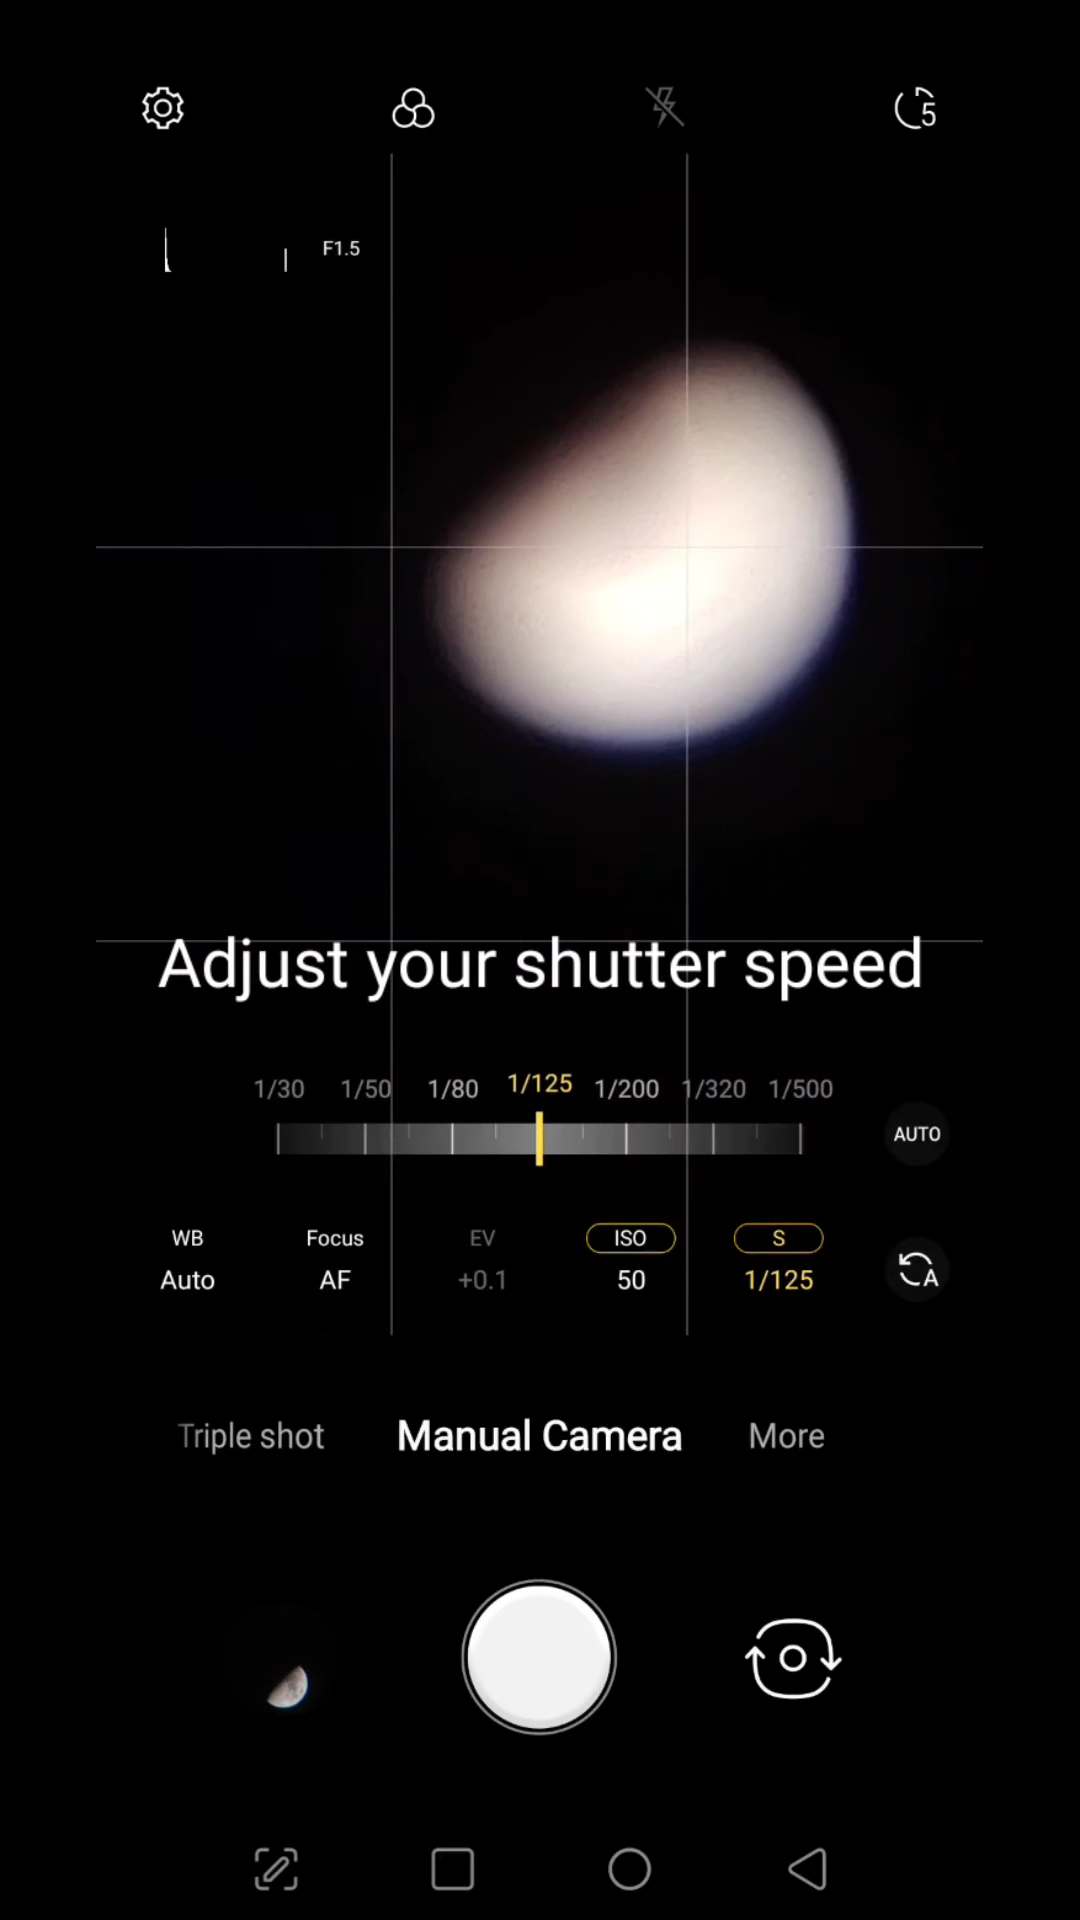 5
F1.5
Adjust your shutter speed
1/30 1/50 1/80 1/125 1/200 1/320 1/500
AUTO
WB Focus EV ISO S
Auto AF +0.1 50 1/125
A
Triple shot Manual Camera More